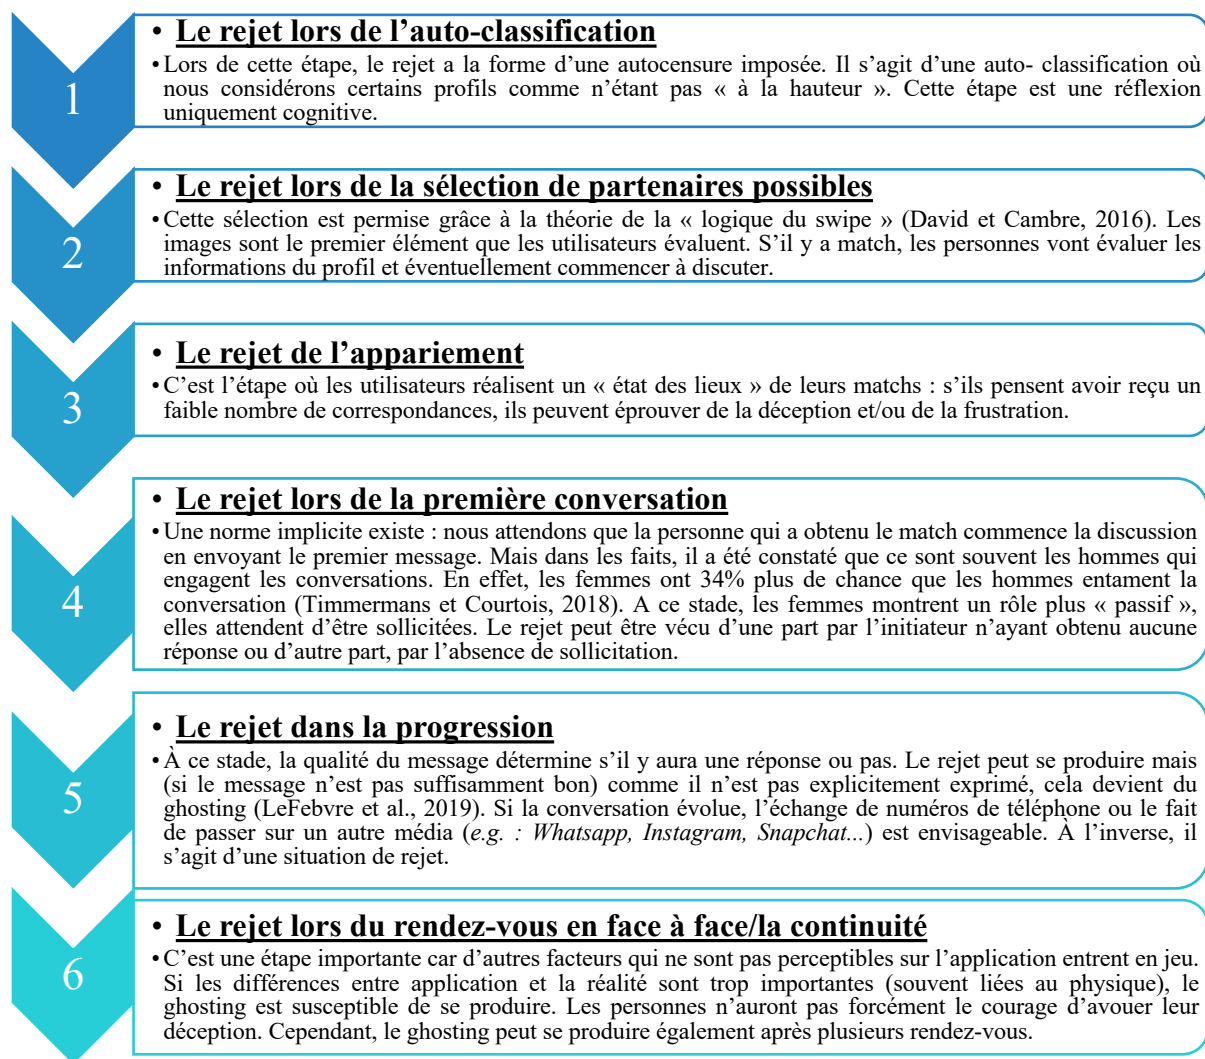 1
• Le rejet lors de l’auto-classification
• Lors de cette étape, le rejet a la forme d’une autocensure imposée. Il s’agit d’une auto- classification où
nous considérons certains profils comme n’étant pas « à la hauteur ». Cette étape est une réflexion
uniquement cognitive.
2
• Le rejet lors de la sélection de partenaires possibles
• Cette sélection est permise grâce à la théorie de la « logique du swipe » (David et Cambre, 2016). Les
images sont le premier élément que les utilisateurs évaluent. S’il y a match, les personnes vont évaluer les
informations du profil et éventuellement commencer à discuter.
3
• Le rejet de l’appariement
• C’est l’étape où les utilisateurs réalisent un « état des lieux » de leurs matchs : s’ils pensent avoir reçu un
faible nombre de correspondances, ils peuvent éprouver de la déception et/ou de la frustration.
4
• Le rejet lors de la première conversation
• Une norme implicite existe : nous attendons que la personne qui a obtenu le match commence la discussion
en envoyant le premier message. Mais dans les faits, il a été constaté que ce sont souvent les hommes qui
engagent les conversations. En effet, les femmes ont 34% plus de chance que les hommes entament la
conversation (Timmermans et Courtois, 2018). A ce stade, les femmes montrent un rôle plus « passif »,
elles attendent d’être sollicitées. Le rejet peut être vécu d’une part par l’initiateur n’ayant obtenu aucune
réponse ou d’autre part, par l’absence de sollicitation.
5
• Le rejet dans la progression
• À ce stade, la qualité du message détermine s’il y aura une réponse ou pas. Le rejet peut se produire mais
(si le message n’est pas suffisamment bon) comme il n’est pas explicitement exprimé, cela devient du
ghosting (LeFebvre et al., 2019). Si la conversation évolue, l’échange de numéros de téléphone ou le fait
de passer sur un autre média (e.g. : Whatsapp, Instagram, Snapchat...) est envisageable. À l’inverse, il
s’agit d’une situation de rejet.
6
• Le rejet lors du rendez-vous en face à face/la continuité
• C’est une étape importante car d’autres facteurs qui ne sont pas perceptibles sur l’application entrent en jeu.
Si les différences entre application et la réalité sont trop importantes (souvent liées au physique), le
ghosting est susceptible de se produire. Les personnes n’auront pas forcément le courage d’avouer leur
déception. Cependant, le ghosting peut se produire également après plusieurs rendez-vous.